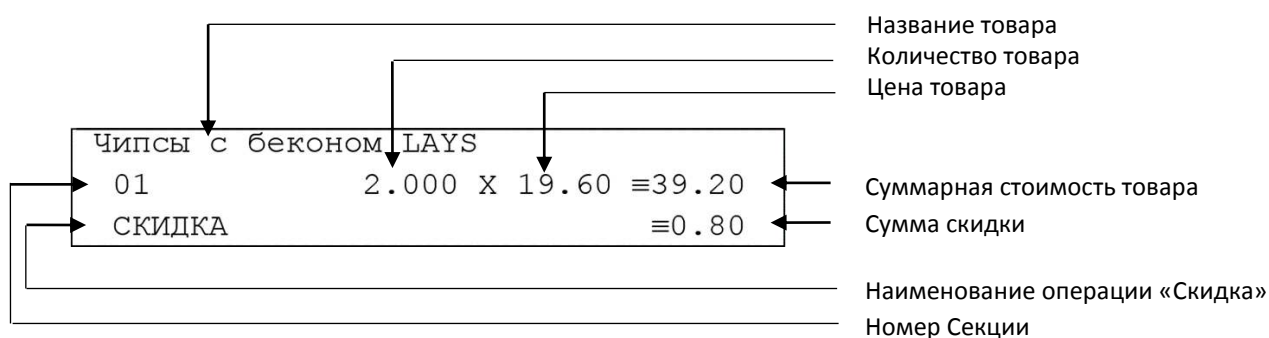 Название товара
Количество товара
Цена товара
Чипсы с беконом LAYS
01 2.000 X 19.60 ≡39.20
Суммарная стоимость товара
СКИДКА ≡0.80
Сумма скидки
Наименование операции «Скидка»
Номер Секции